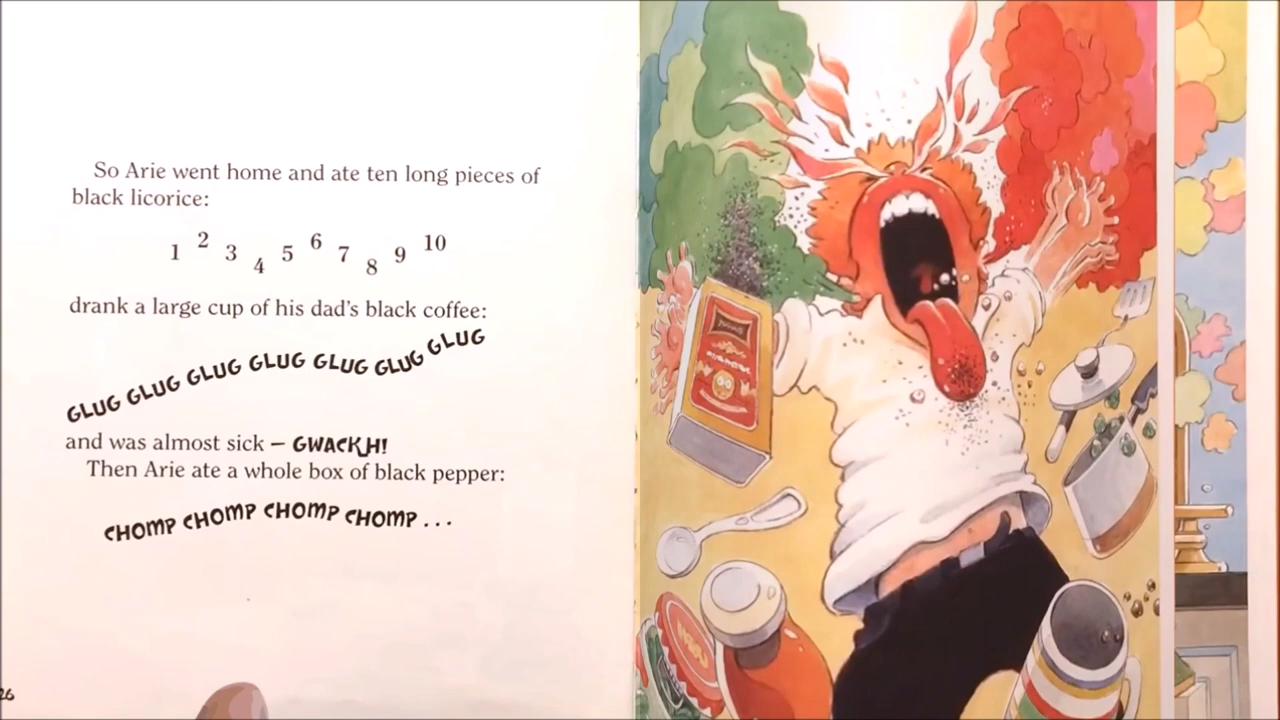 So Arie went home and ate ten long pieces of
black licorice:
1 2 3 4 5 6 7 8 9 10
drank a large cup of his dad's black coffee:
GLUG GLUG GLUG GLUG GLUG GLUG GLUG
and was almost sick – GWACKH!
Then Arie ate a whole box of black pepper:
CHOMP CHOMP CHOMP CHOMP . . .
26